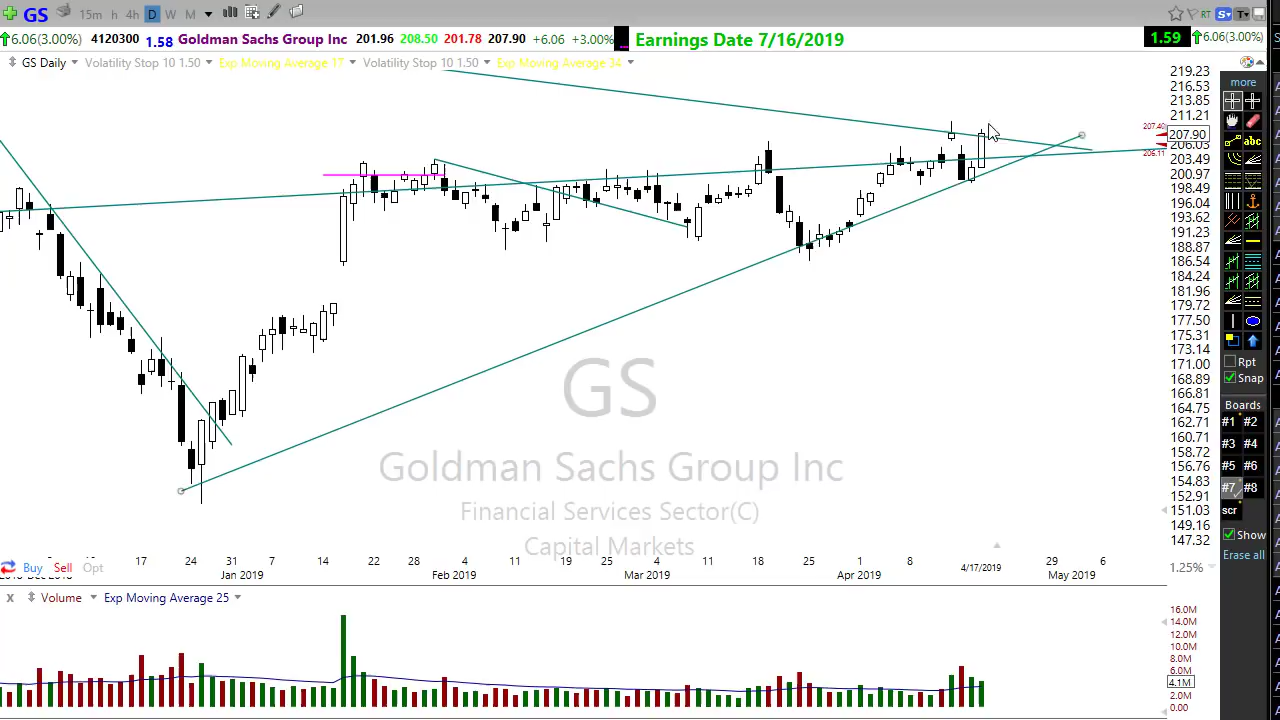 GS 15m h 4h D W M RT S T
6.06(3.00%) 4120300 1.58 Goldman Sachs Group Inc 201.96 208.50 201.78 207.90 +6.06 +3.00% Earnings Date 7/16/2019 1.59 6.06(3.00%)
GS Daily Volatility Stop 10 1.50 Exp Moving Average 17 Volatility Stop 10 1.50 Exp Moving Average 34
219.23
216.53
213.85
211.21
207.40
207.90
206.05
206.11
203.49
200.97
198.49
196.04
193.62
191.23
188.87
186.54
184.24
181.96
179.72
177.50
175.31
173.14
171.00
168.89
166.81
164.75
162.71
160.71
158.72
156.76
154.83
152.91
151.03
149.16
147.32
more
abc
Rpt
Snap
Boards
#1 #2
#3 #4
#5 #6
#7 #8
scr
Show
Erase all
GS
Goldman Sachs Group Inc
Financial Services Sector(C)
Capital Markets
17 24 31 7 14 22 28 4 11 19 25 4 11 18 25 1 8 29 6
Buy Sell Opt
Jan 2019 Feb 2019 Mar 2019 Apr 2019 4/17/2019 May 2019
1.25%
x Volume Exp Moving Average 25
16.0M
14.0M
12.0M
10.0M
8.0M
6.0M
4.1M
2.0M
0.00